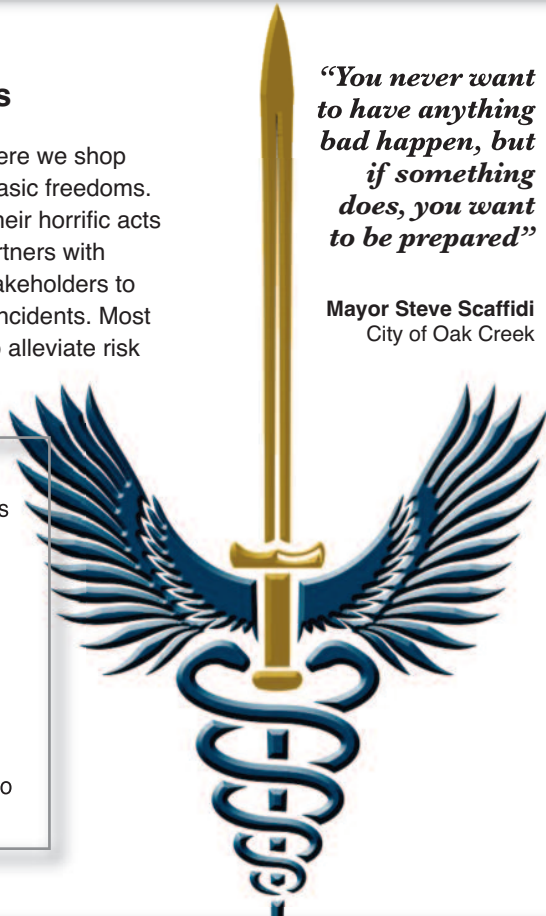 s
ere we shop
asic freedoms.
heir horrific acts
rtners with
akeholders to
ncidents. Most
alleviate risk
“You never want
to have anything
bad happen, but
if something
does, you want
to be prepared”
Mayor Steve Scaffidi
City of Oak Creek
s
o